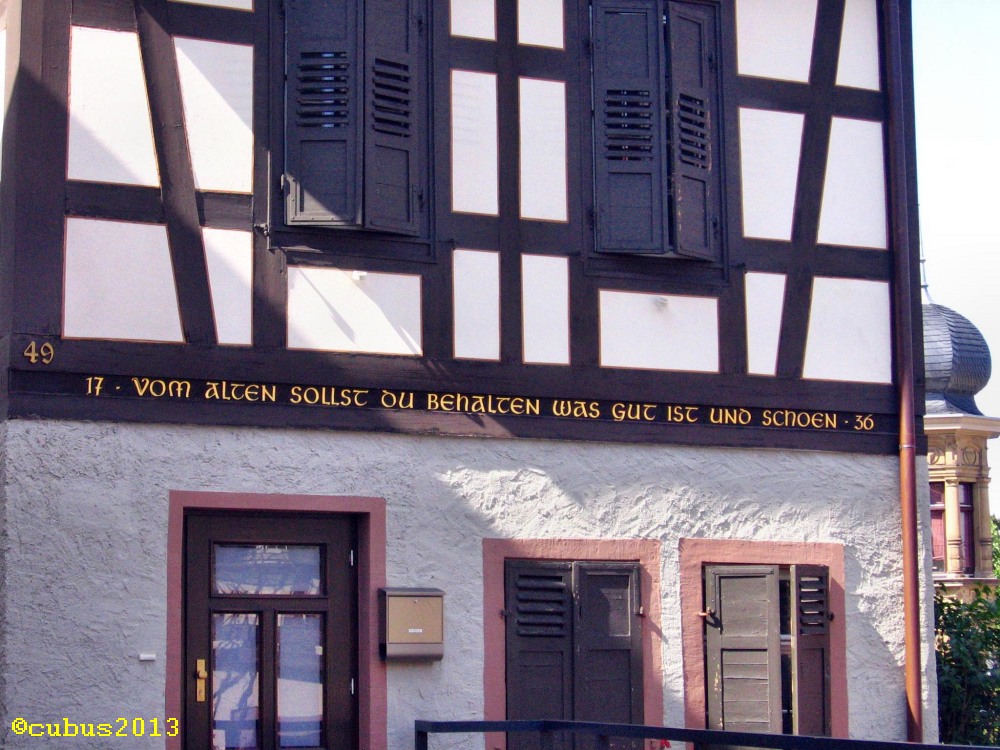 49
17 · VOM ALTEN SOLLST DU BEHALTEN WAS GUT IST UND SCHOEN · 36
©cubus2013